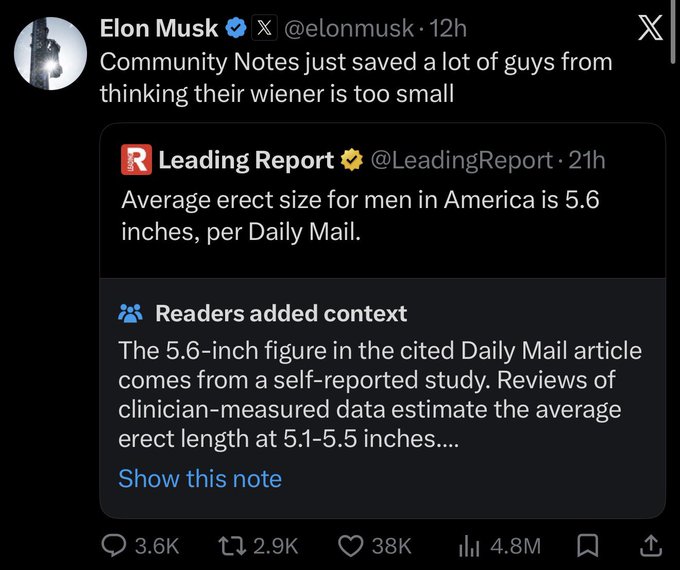 Elon Musk @elonmusk · 12h
Community Notes just saved a lot of guys from
thinking their wiener is too small
Leading Report @LeadingReport · 21h
Average erect size for men in America is 5.6
inches, per Daily Mail.
Readers added context
The 5.6-inch figure in the cited Daily Mail article
comes from a self-reported study. Reviews of
clinician-measured data estimate the average
erect length at 5.1-5.5 inches....
Show this note
3.6K 2.9K 38K 4.8M